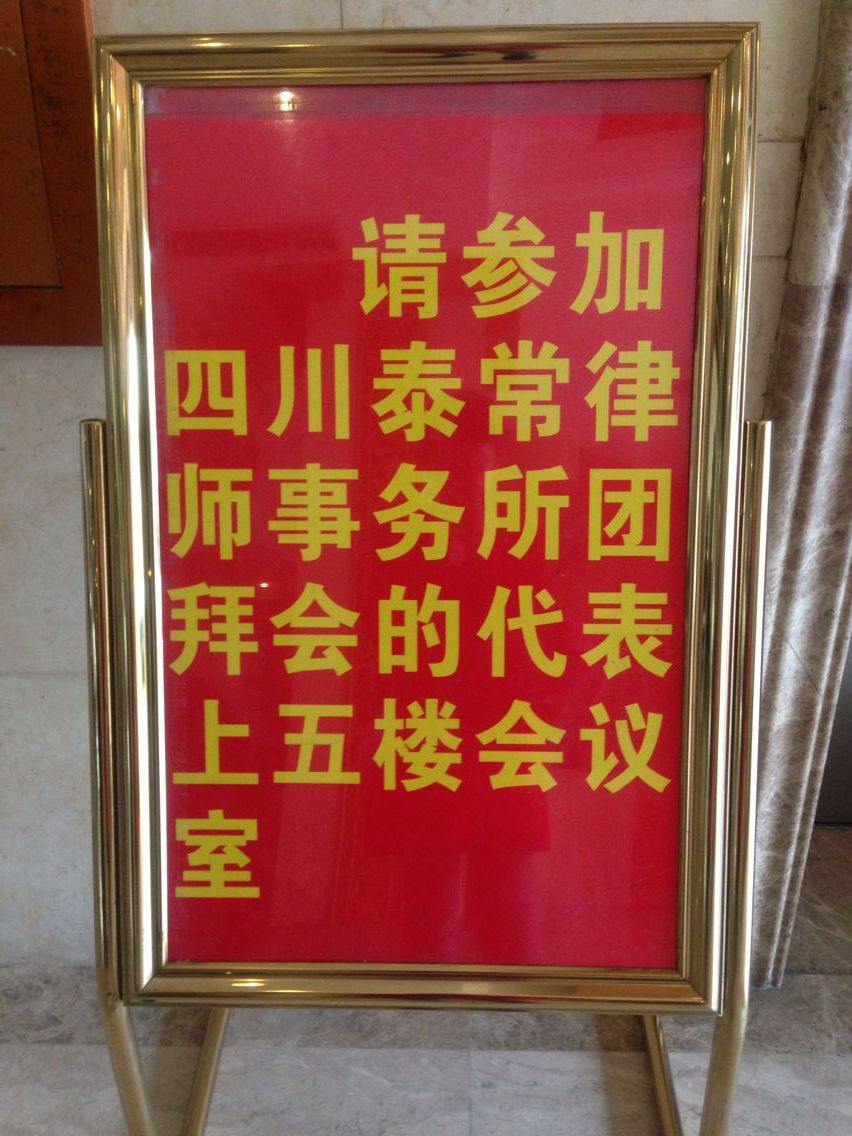 请参加
四川泰常律
师事务所团
拜会的代表
上五楼会议
室